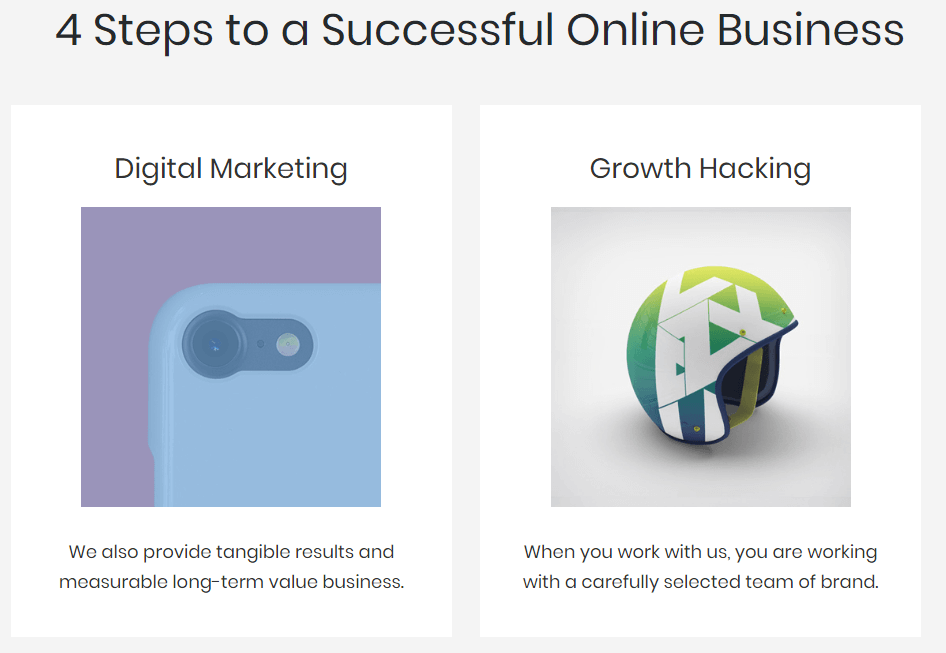 4 Steps to a Successful Online Business
Digital Marketing
Growth Hacking
We also provide tangible results and
measurable long-term value business.
When you work with us, you are working
with a carefully selected team of brand.